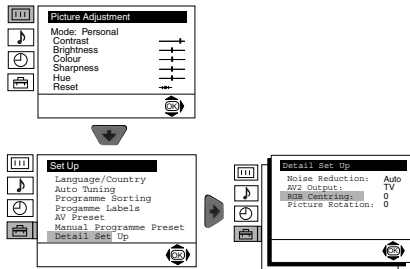 Picture Adjustment
Mode: Personal
Contrast
Brightness
Colour
Sharpness
Hue
Reset
OK
Set Up
Language/Country
Auto Tuning
Programme Sorting
Progamme Labels
AV Preset
Manual Programme Preset
Detail Set Up
OK
Detail Set Up
Noise Reduction: Auto
AV2 Output: TV
RGB Centring: 0
Picture Rotation: 0
OK